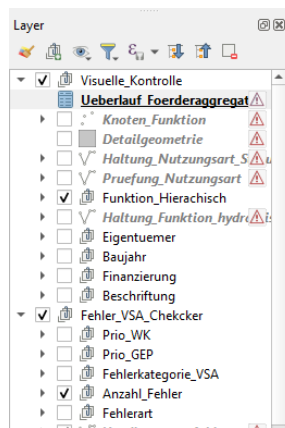 Layer
Visuelle_Kontrolle
Ueberlauf_Foerderaggregat
Knoten_Funktion
Detailgeometrie
Haltung_Nutzungsart_S
Pruefung_Nutzungsart
Funktion_Hierachisch
Haltung_Funktion_hydr
Eigentuemer
Baujahr
Finanzierung
Beschriftung
Fehler_VSA_Chekcker
Prio_WK
Prio_GEP
Fehlerkategorie_VSA
Anzahl_Fehler
Fehlerart